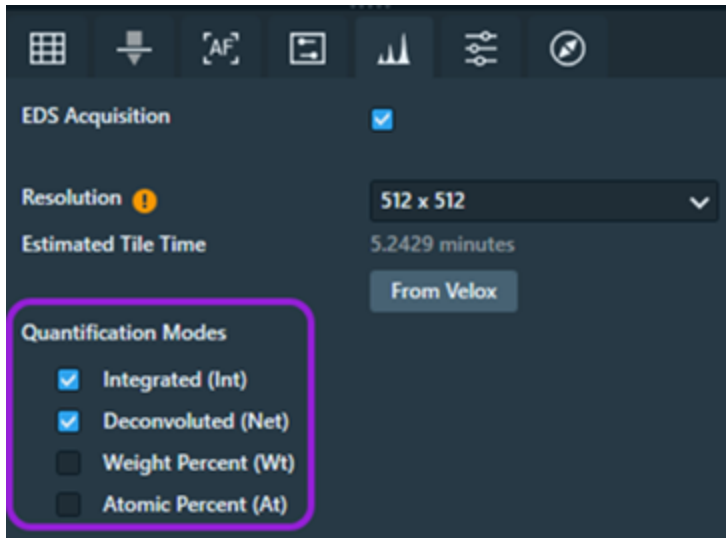 AF
EDS Acquisition
Resolution 512 x 512
Estimated Tile Time 5.2429 minutes
From Velox
Quantification Modes
Integrated (Int)
Deconvoluted (Net)
Weight Percent (Wt)
Atomic Percent (At)